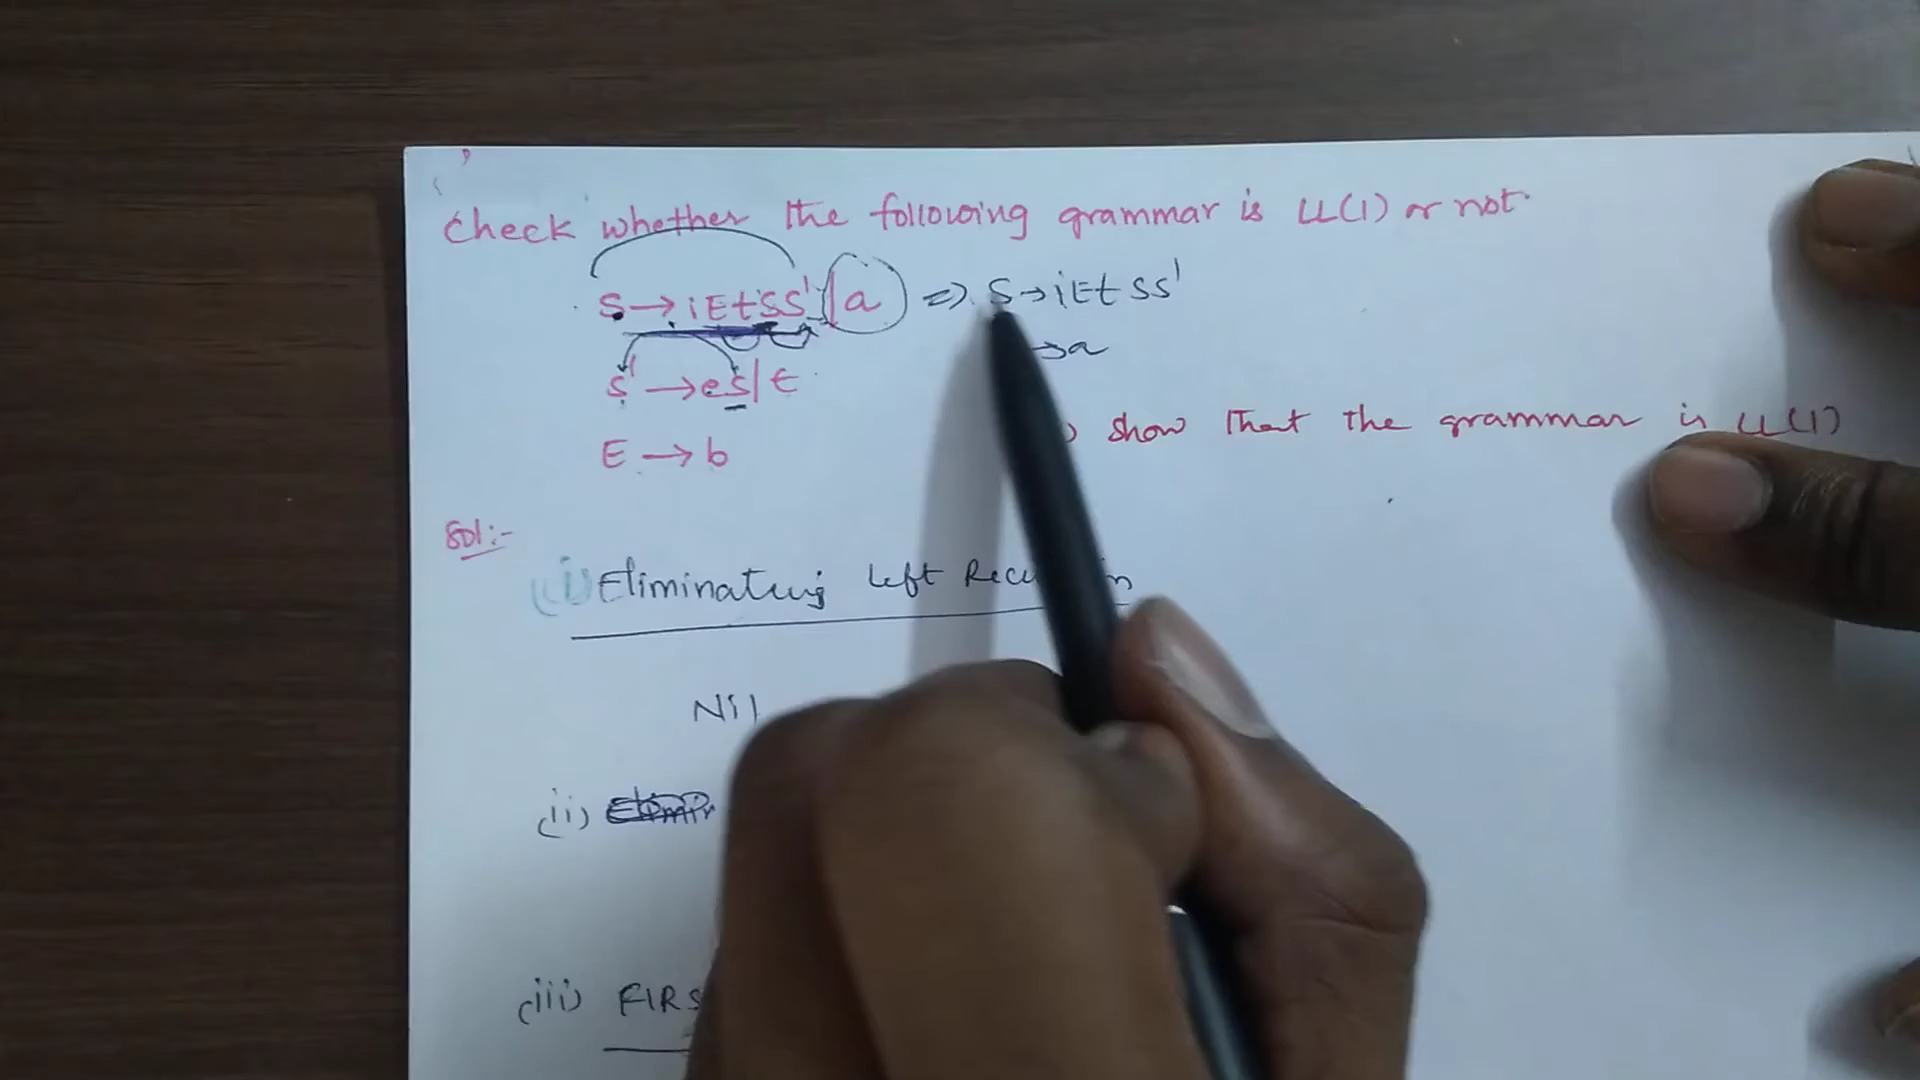 Check whether the following grammar is LL(1) or not.
S → iEtSS' | a ⇒ S → iEtSS'
→ a
S' → eS | ϵ
show that the grammar is LL(1)
E → b
Sol:-
(i) Eliminating Left
Nil
(ii)
(iii) FIRS